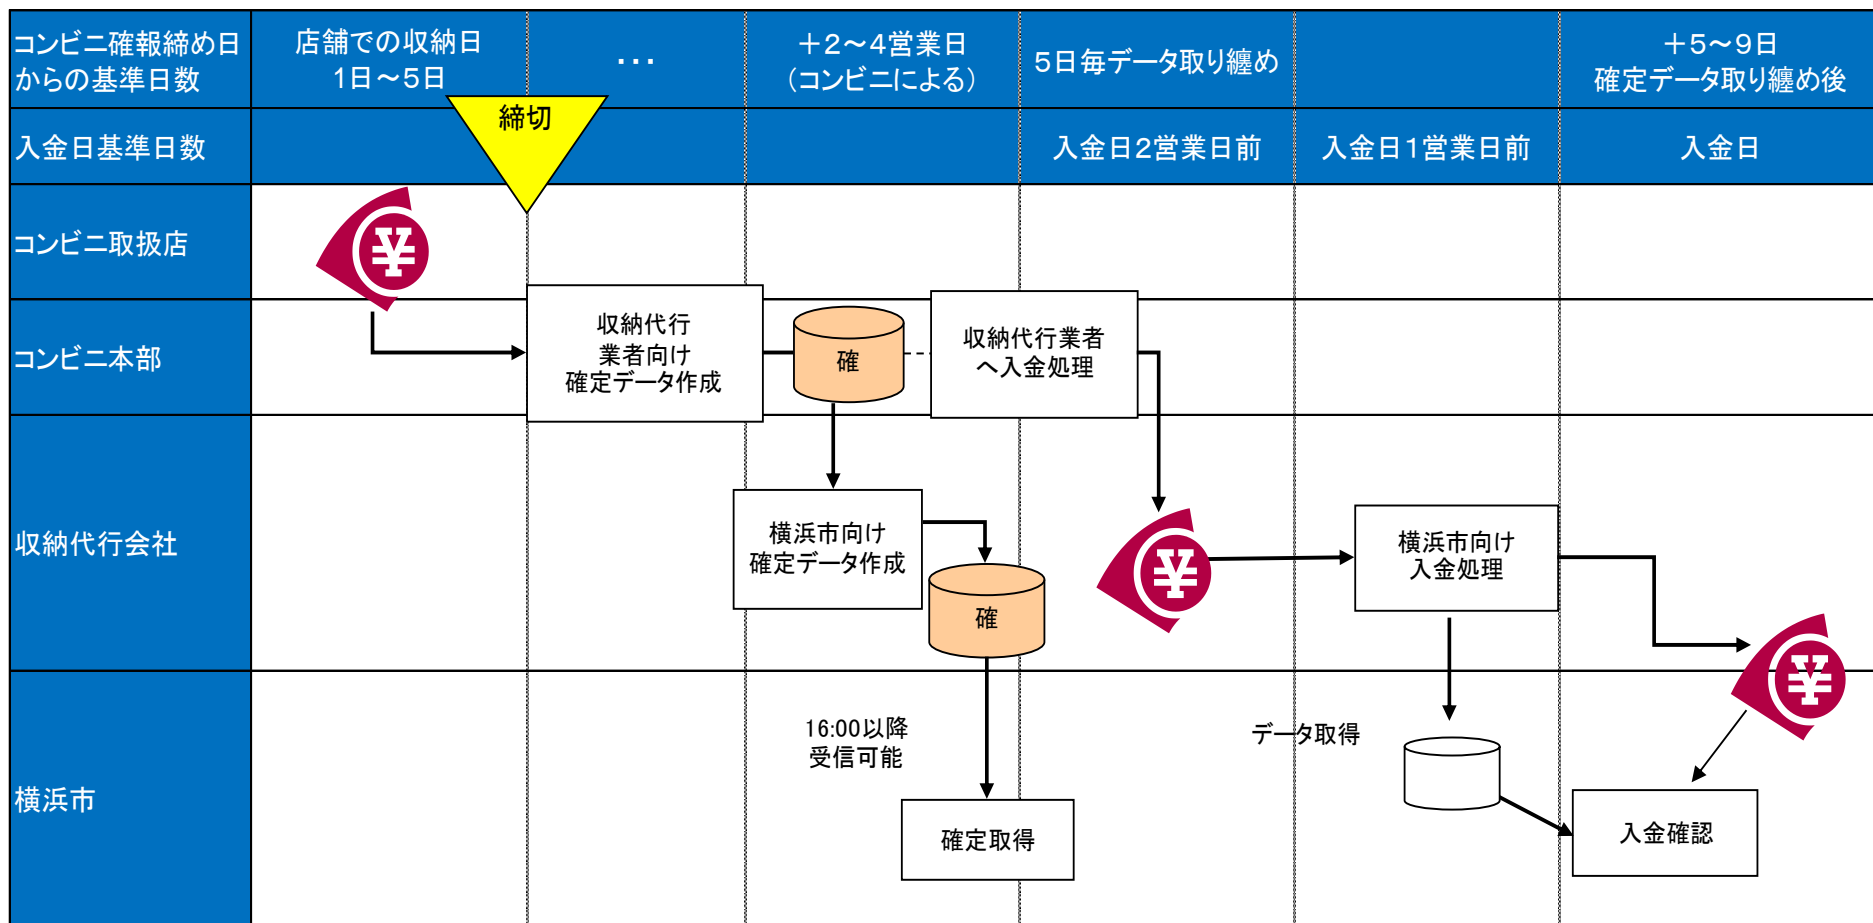 コンビニ確報締め日
からの基準日数
店舗での収納日
1日～5日
・・・
＋2～4営業日
（コンビニによる）
5日毎データ取り纏め
＋5～9日
確定データ取り纏め後
締切
入金日基準日数
入金日2営業日前
入金日1営業日前
入金日
コンビニ取扱店
¥
コンビニ本部
収納代行
業者向け
確定データ作成
確
収納代行業者
へ入金処理
収納代行会社
横浜市向け
確定データ作成
確
¥
横浜市向け
入金処理
¥
横浜市
16:00以降
受信可能
データ取得
確定取得
入金確認